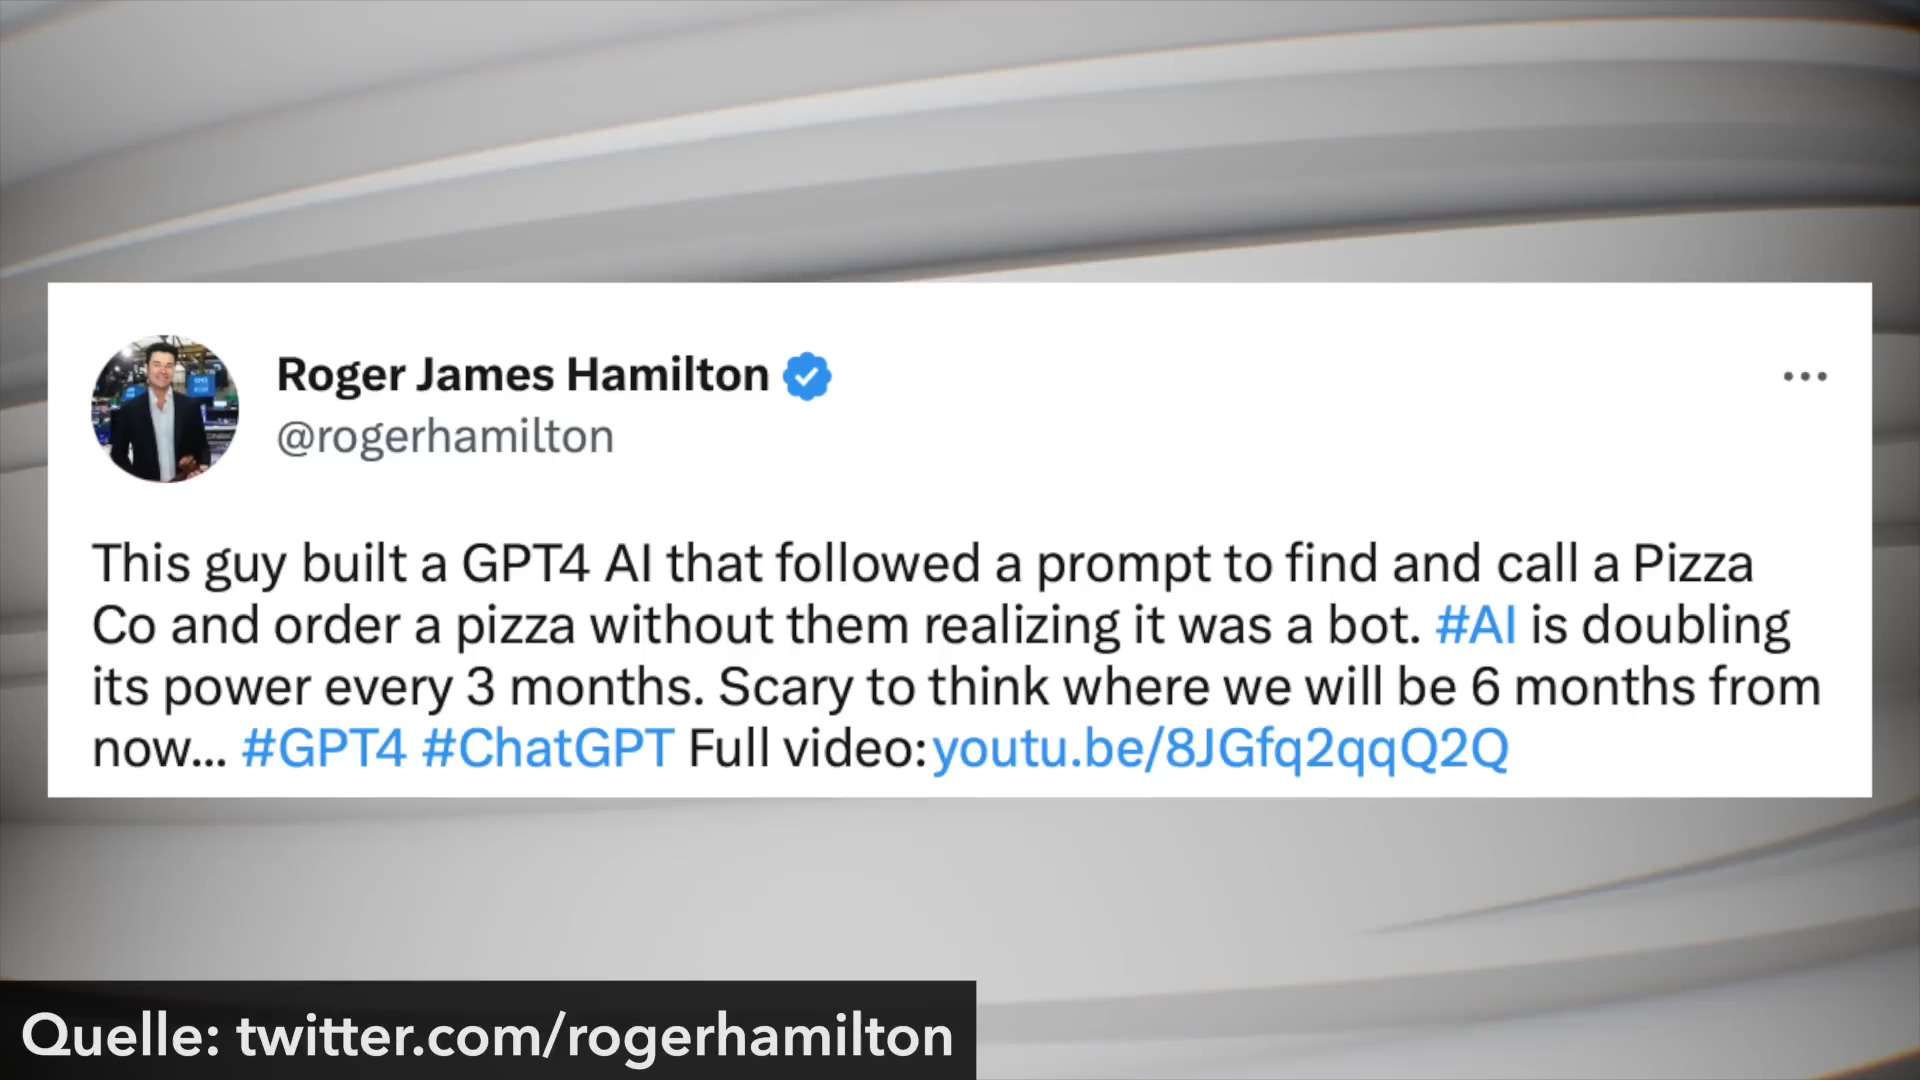 Roger James Hamilton
@rogerhamilton
This guy built a GPT4 AI that followed a prompt to find and call a Pizza
Co and order a pizza without them realizing it was a bot. #AI is doubling
its power every 3 months. Scary to think where we will be 6 months from
now... #GPT4 #ChatGPT Full video: youtu.be/8JGfq2qqQ2Q
Quelle: twitter.com/rogerhamilton